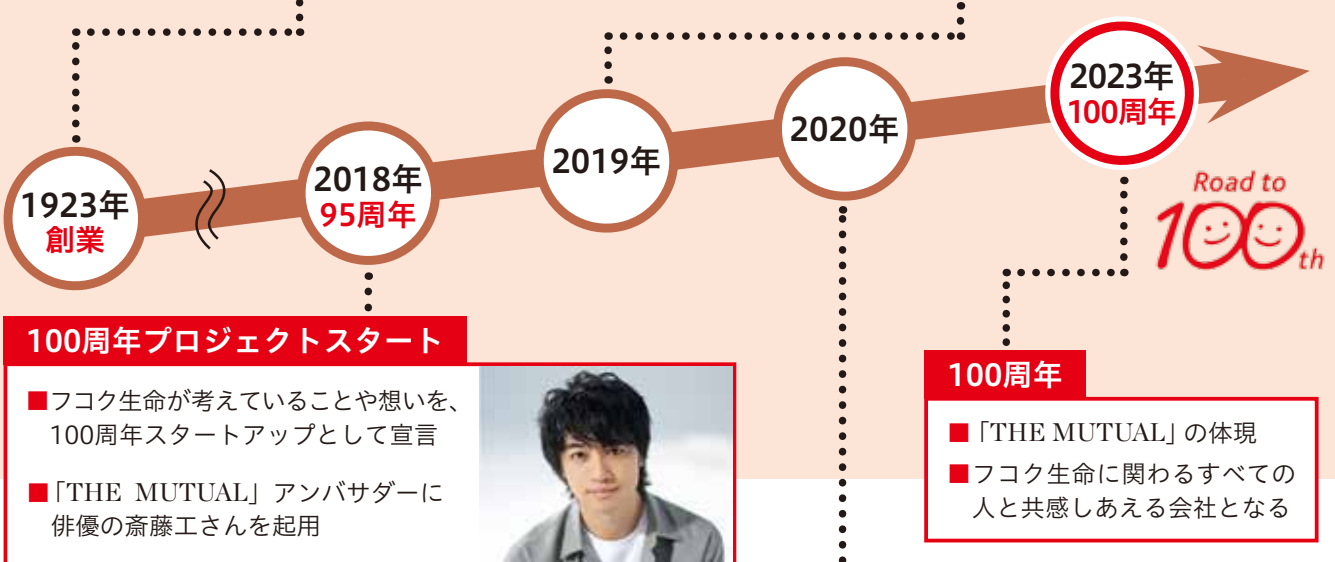 1923年
創業
2018年
95周年
2019年
2020年
2023年
100周年
Road to
100th
100周年プロジェクトスタート
■フコク生命が考えていることや想いを、
100周年スタートアップとして宣言
■「THE MUTUAL」アンバサダーに
俳優の斎藤工さんを起用
100周年
■「THE MUTUAL」の体現
■フコク生命に関わるすべての
人と共感しあえる会社となる